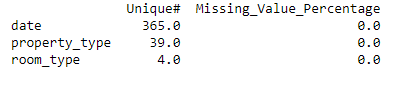 Unique# Missing_Value_Percentage
date 365.0 0.0
property_type 39.0 0.0
room_type 4.0 0.0